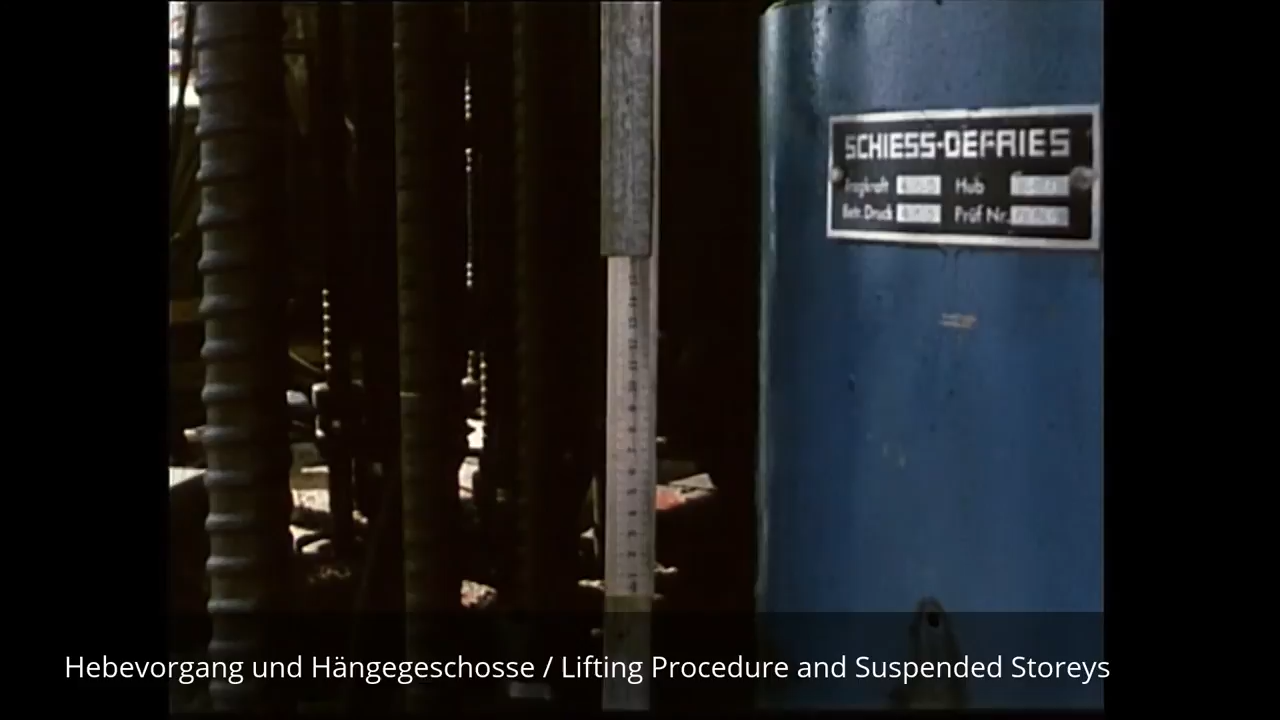 SCHIESS-DEFRIES
Tragkraft Hub
Betr. Druck Prüf Nr.
Hebevorgang und Hängegeschosse / Lifting Procedure and Suspended Storeys